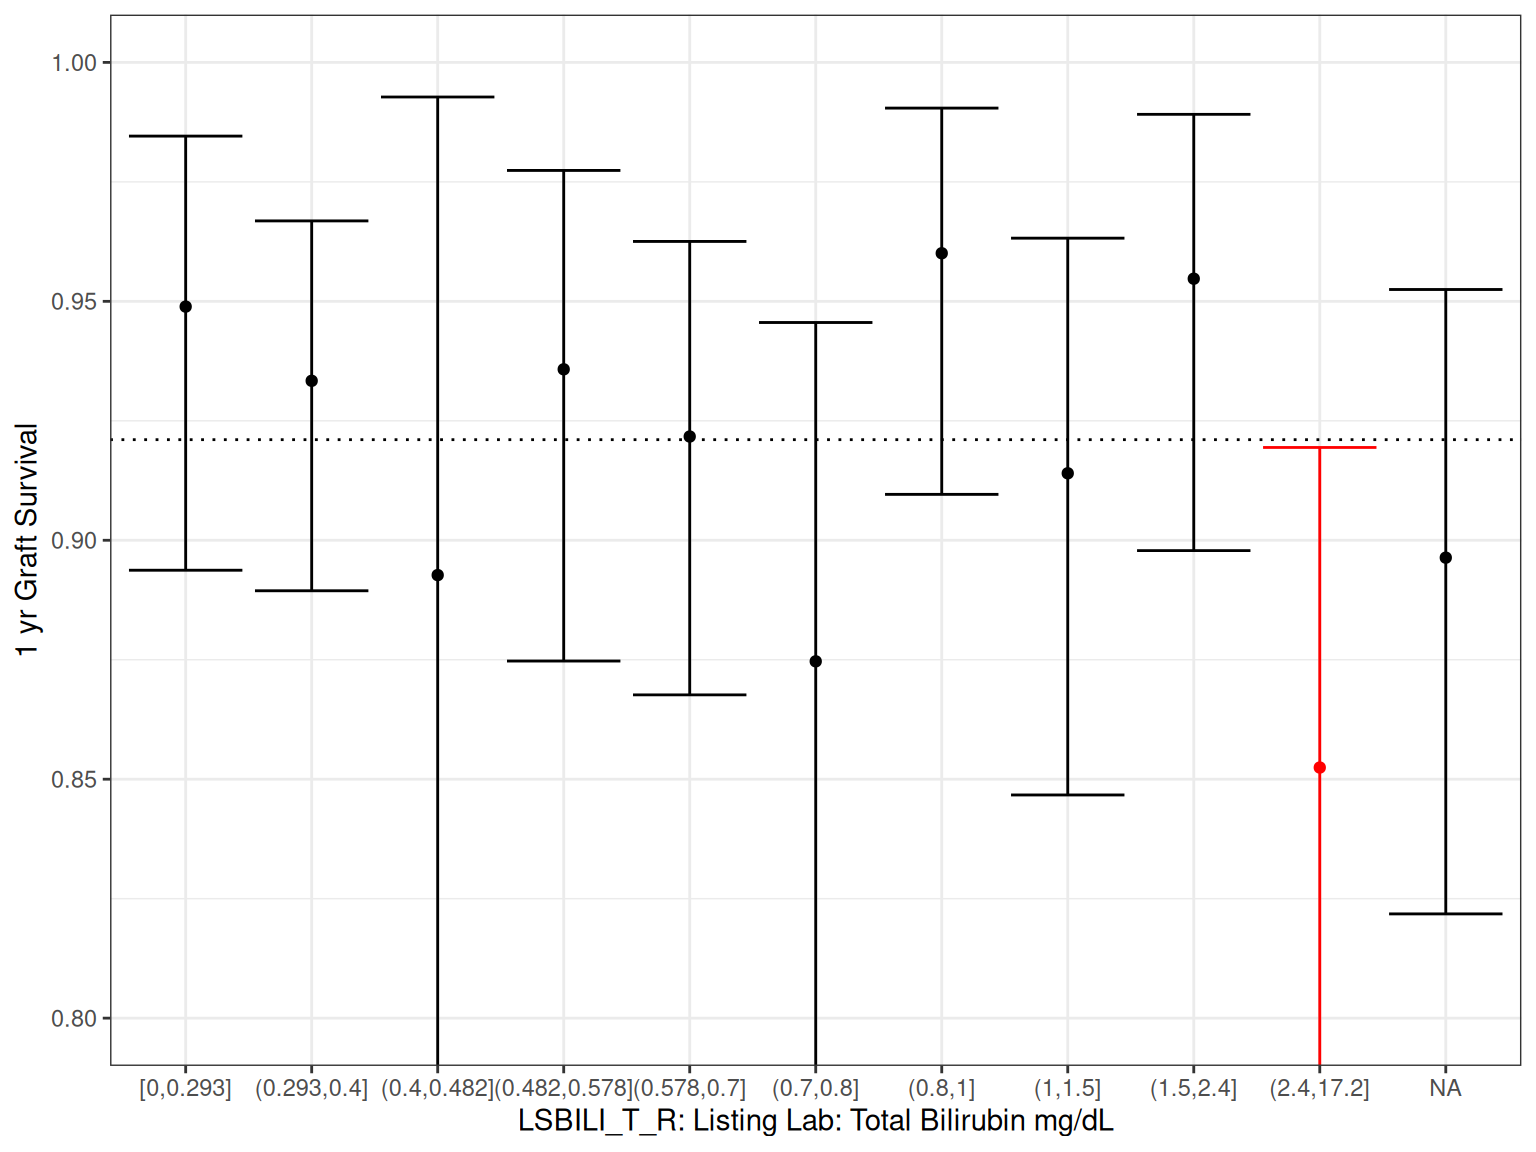 1.00
0.95
0.90
0.85
0.80
1 yr Graft Survival
[0,0.293] (0.293,0.4] (0.4,0.482] (0.482,0.578] (0.578,0.7] (0.7,0.8] (0.8,1] (1,1.5] (1.5,2.4] (2.4,17.2] NA
LSBILI_T_R: Listing Lab: Total Bilirubin mg/dL